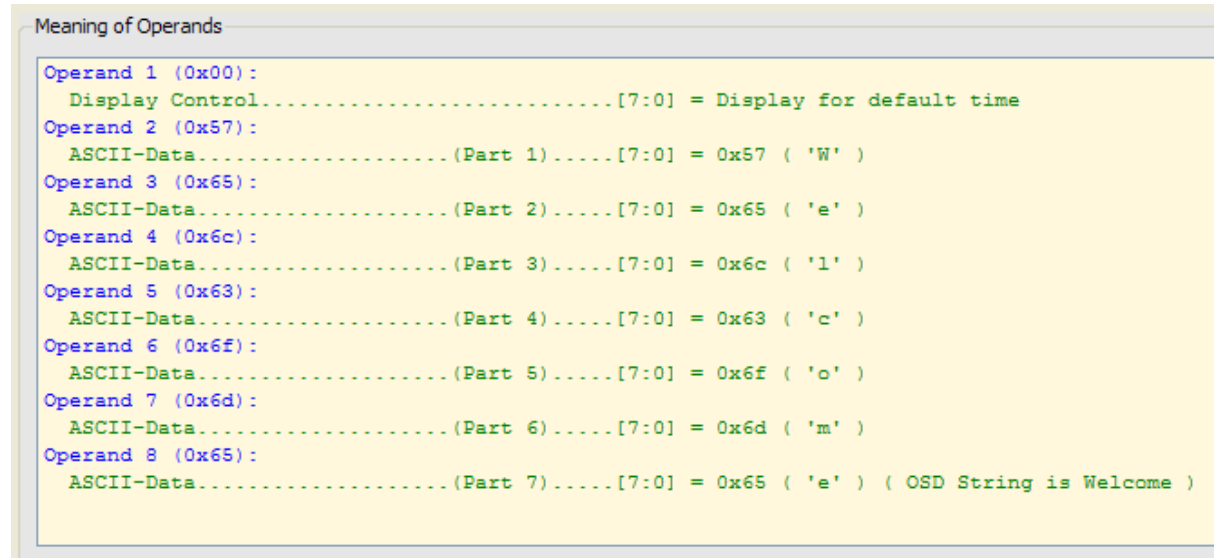 Meaning of Operands
Operand 1 (0x00):
Display Control............................[7:0] = Display for default time
Operand 2 (0x57):
ASCII-Data....................(Part 1).....[7:0] = 0x57 ( 'W' )
Operand 3 (0x65):
ASCII-Data....................(Part 2).....[7:0] = 0x65 ( 'e' )
Operand 4 (0x6c):
ASCII-Data....................(Part 3).....[7:0] = 0x6c ( 'l' )
Operand 5 (0x63):
ASCII-Data....................(Part 4).....[7:0] = 0x63 ( 'c' )
Operand 6 (0x6f):
ASCII-Data....................(Part 5).....[7:0] = 0x6f ( 'o' )
Operand 7 (0x6d):
ASCII-Data....................(Part 6).....[7:0] = 0x6d ( 'm' )
Operand 8 (0x65):
ASCII-Data....................(Part 7).....[7:0] = 0x65 ( 'e' ) ( OSD String is Welcome )